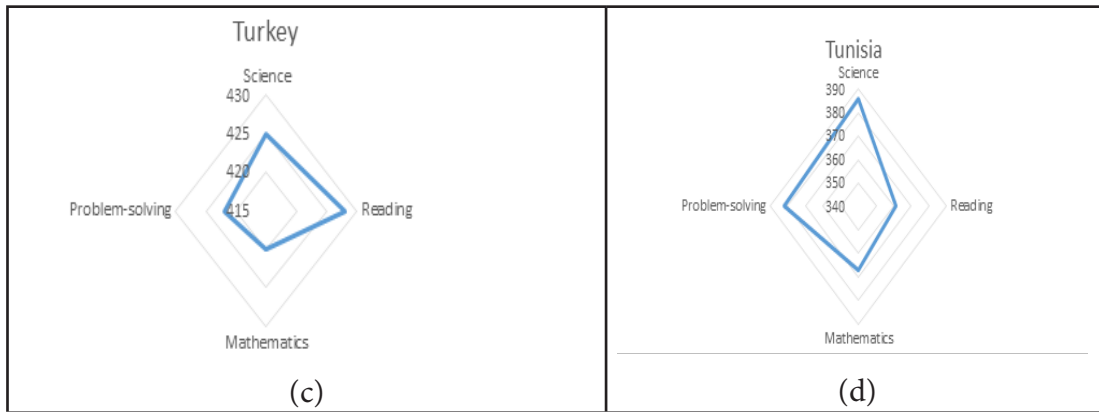 Turkey
Science
430
425
420
415
Problem-solving
Reading
Mathematics
(c)
Tunisia
Science
390
380
370
360
350
340
Problem-solving
Reading
Mathematics
(d)